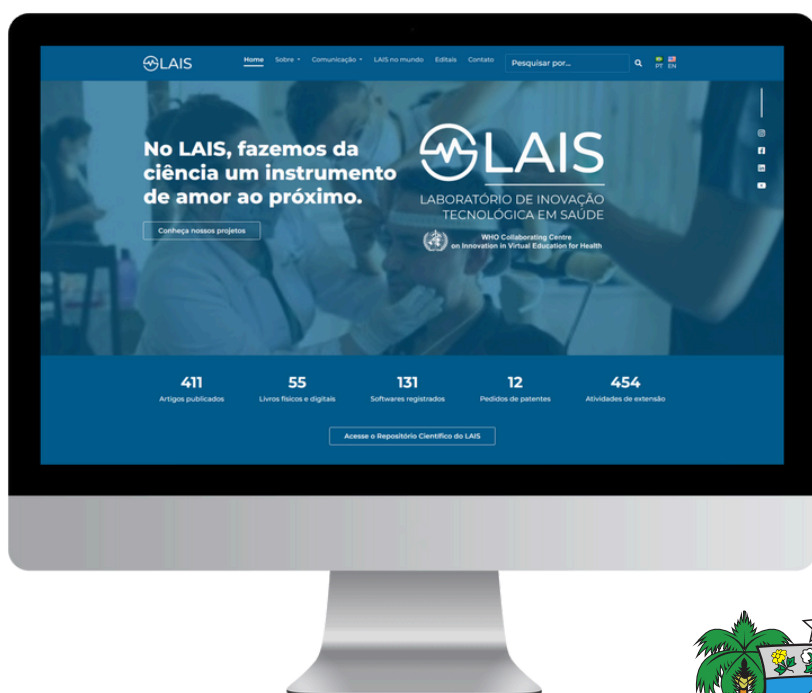 LAIS
Home Sobre Comunicação LAIS no mundo Editais Contato Pesquisar por... PT EN
No LAIS, fazemos da
ciência um instrumento
de amor ao próximo.
Conheça nossos projetos
LAIS
LABORATÓRIO DE INOVAÇÃO
TECNOLÓGICA EM SAÚDE
WHO Collaborating Centre
on Innovation in Virtual Education for Health
411 55 131 12 454
Artigos publicados Livros físicos e digitais Softwares registrados Pedidos de patentes Atividades de extensão
Acesse o Repositório Científico do LAIS